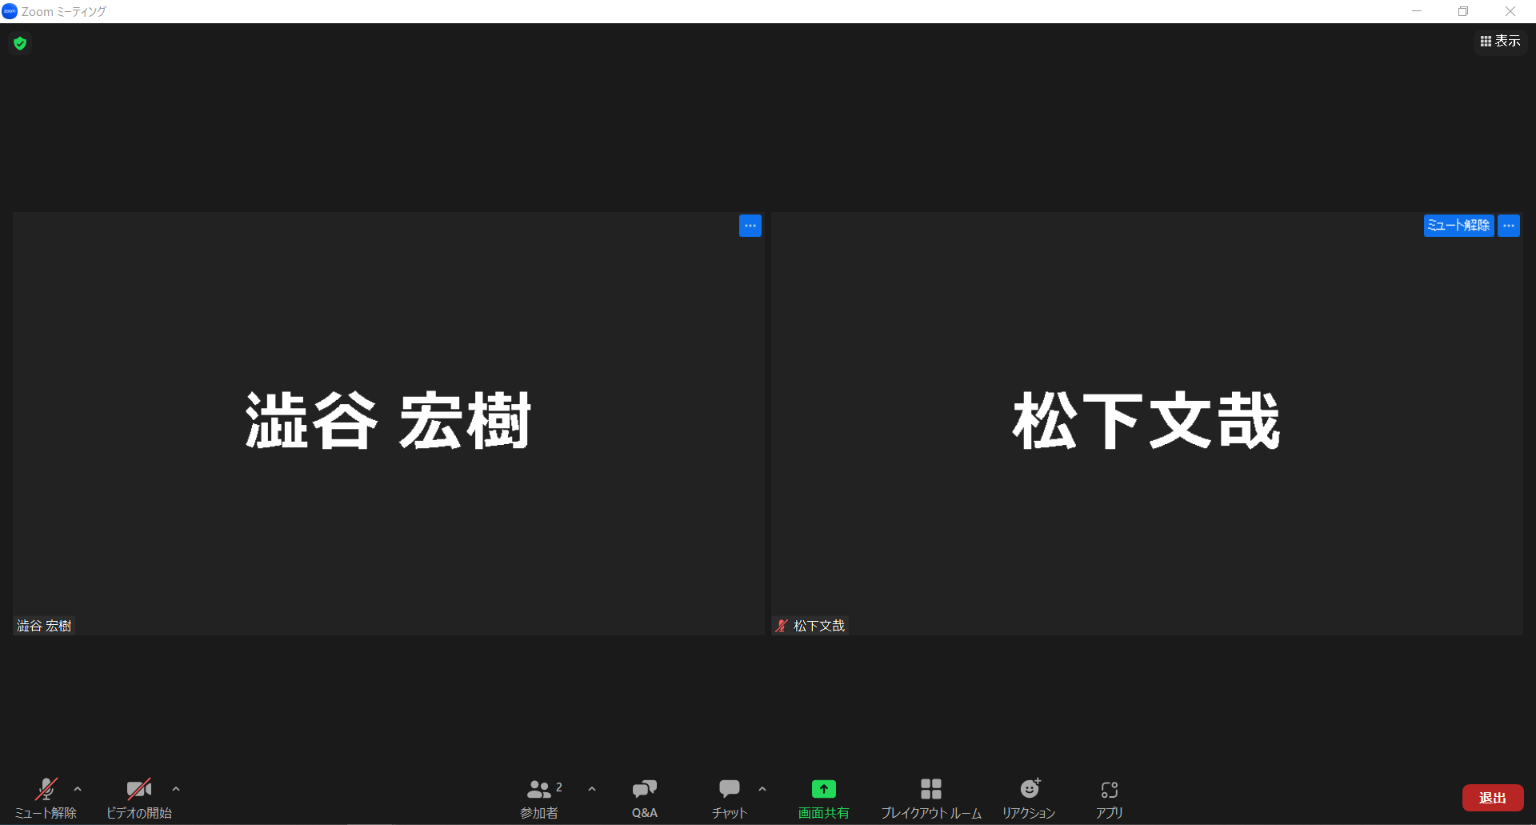 Zoom ミーティング
表示
ミュート解除
澁谷 宏樹
松下文哉
澁谷 宏樹
松下文哉
2
ミュート解除
ビデオの開始
参加者
Q&A
チャット
画面共有
ブレイクアウト ルーム
リアクション
アプリ
退出